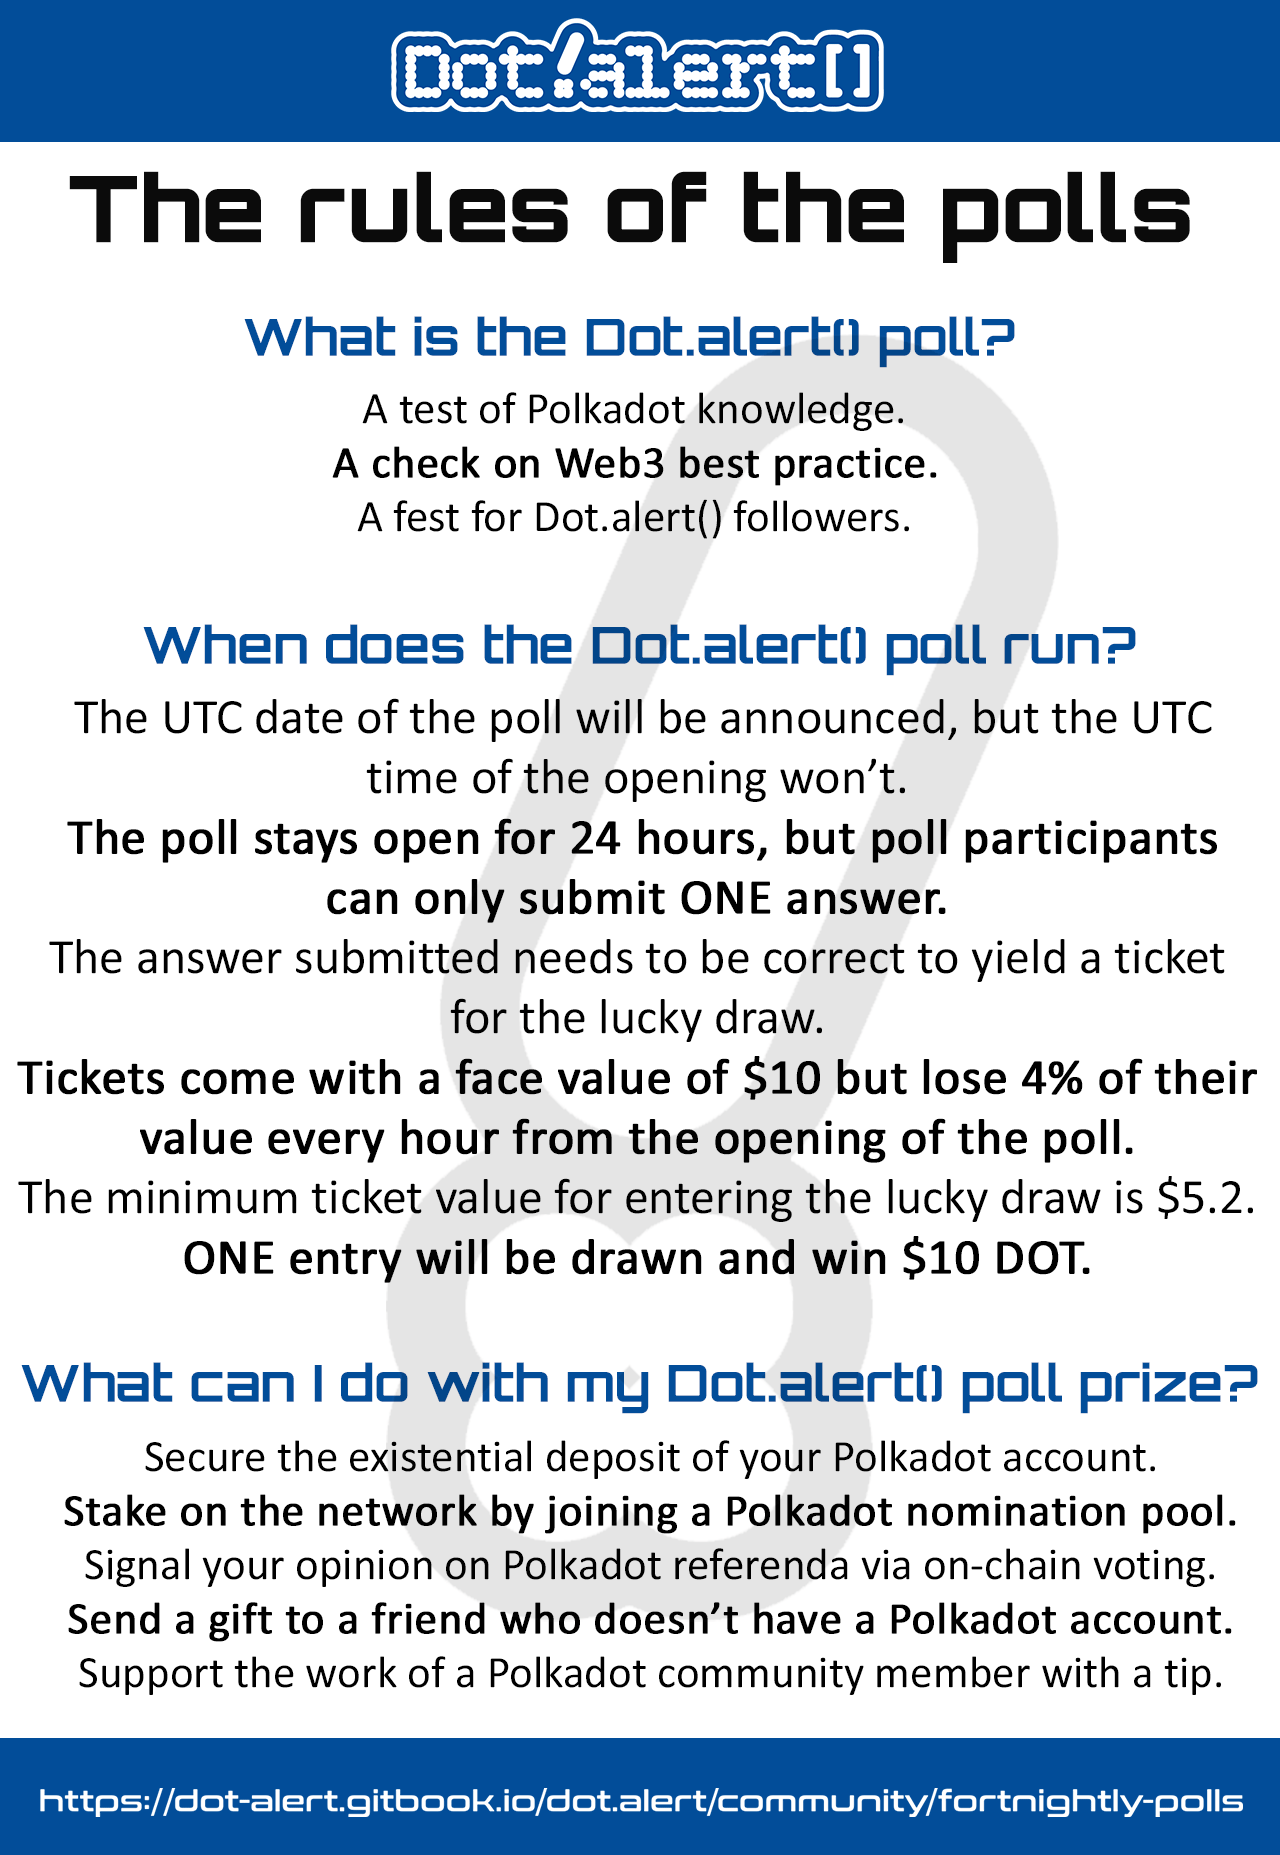 Dot!alert[]
The rules of the polls
What is the Dot.alert() poll?
A test of Polkadot knowledge.
A check on Web3 best practice.
A fest for Dot.alert() followers.
When does the Dot.alert() poll run?
The UTC date of the poll will be announced, but the UTC
time of the opening won’t.
The poll stays open for 24 hours, but poll participants
can only submit ONE answer.
The answer submitted needs to be correct to yield a ticket
for the lucky draw.
Tickets come with a face value of $10 but lose 4% of their
value every hour from the opening of the poll.
The minimum ticket value for entering the lucky draw is $5.2.
ONE entry will be drawn and win $10 DOT.
What can I do with my Dot.alert() poll prize?
Secure the existential deposit of your Polkadot account.
Stake on the network by joining a Polkadot nomination pool.
Signal your opinion on Polkadot referenda via on-chain voting.
Send a gift to a friend who doesn’t have a Polkadot account.
Support the work of a Polkadot community member with a tip.
https://dot-alert.gitbook.io/dot.alert/community/fortnightly-polls